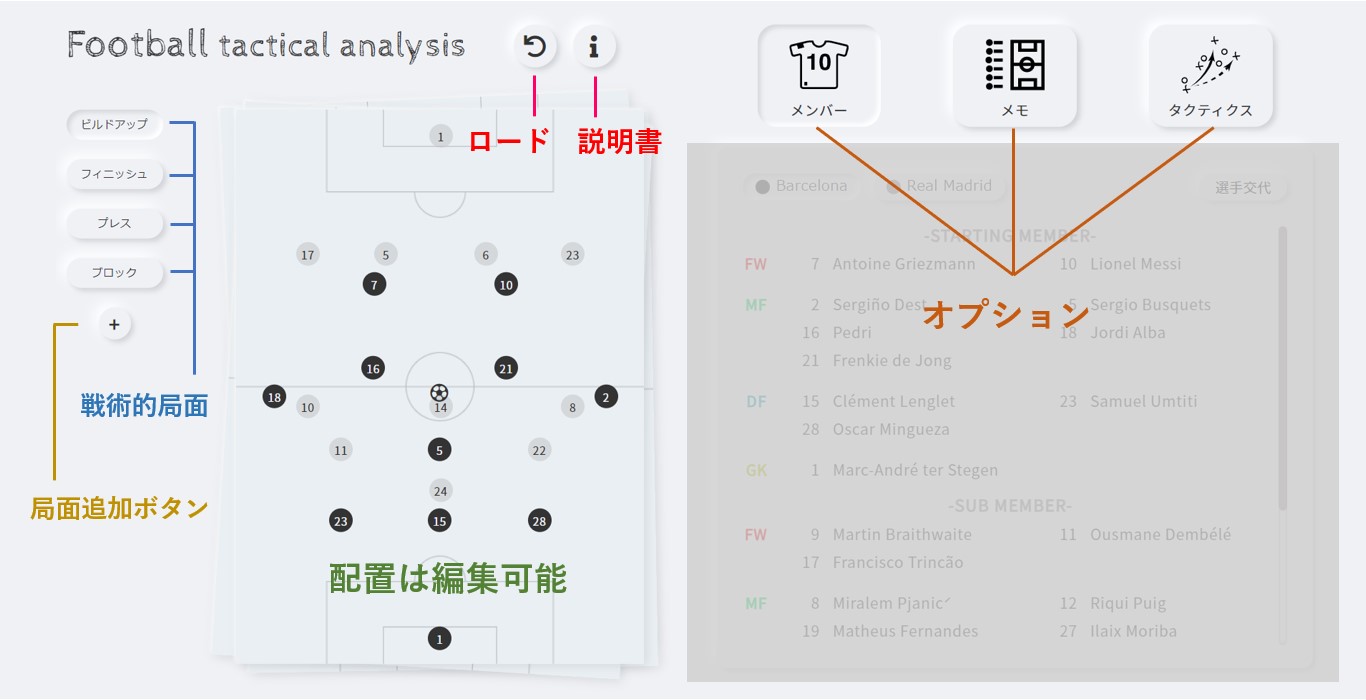 Football tactical analysis
10
メンバー
メモ
タクティクス
ロード
説明書
ビルドアップ
フィニッシュ
プレス
ブロック
+
戦術的局面
局面追加ボタン
1
17 5 6 23
7 10
16 21
18 2
10 14 8
11 5 22
24
23 15 28
配置は編集可能
1
Barcelona Real Madrid 選手交代
-STARTING MEMBER-
FW 7 Antoine Griezmann 10 Lionel Messi
オプション
MF 2 Sergiño Dest 5 Sergio Busquets
16 Pedri 18 Jordi Alba
21 Frenkie de Jong
DF 15 Clément Lenglet 23 Samuel Umtiti
28 Oscar Mingueza
GK 1 Marc-André ter Stegen
-SUB MEMBER-
FW 9 Martin Braithwaite 11 Ousmane Dembélé
17 Francisco Trincão
MF 8 Miralem Pjanic´ 12 Riqui Puig
19 Matheus Fernandes 27 Ilaix Moriba